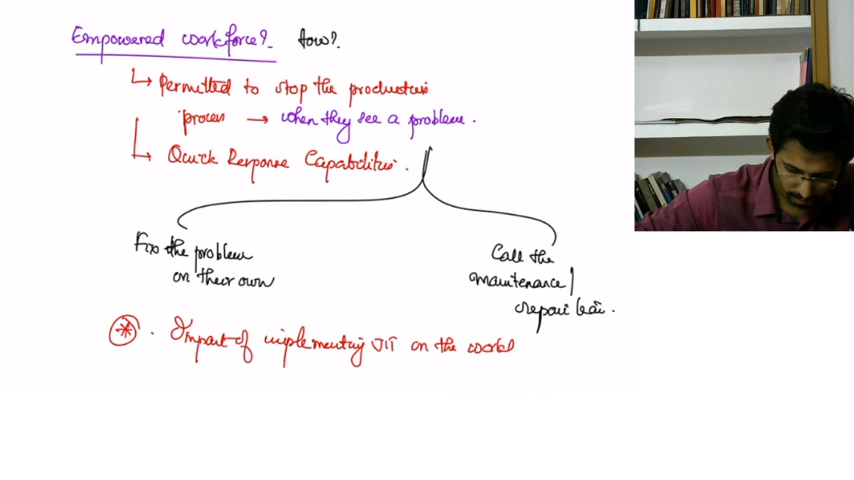 Empowered workforce? How?
↳ Permitted to stop the production
process → when they see a problem.
↳ Quick Response Capabilities.
Fix the problem
on their own
Call the
maintenance/
repair team.
* . Impact of implementing JIT on the